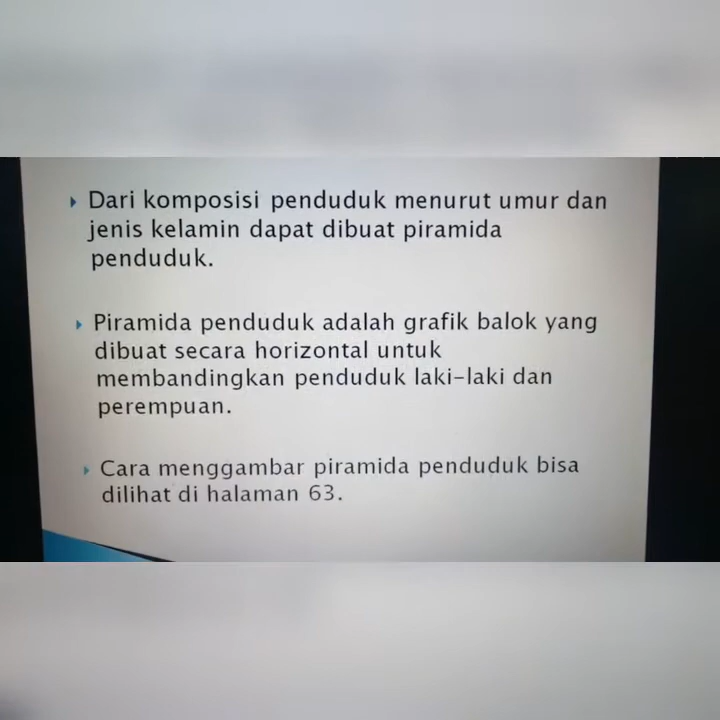 Dari komposisi penduduk menurut umur dan
jenis kelamin dapat dibuat piramida
penduduk.
Piramida penduduk adalah grafik balok yang
dibuat secara horizontal untuk
membandingkan penduduk laki-laki dan
perempuan.
Cara menggambar piramida penduduk bisa
dilihat di halaman 63.